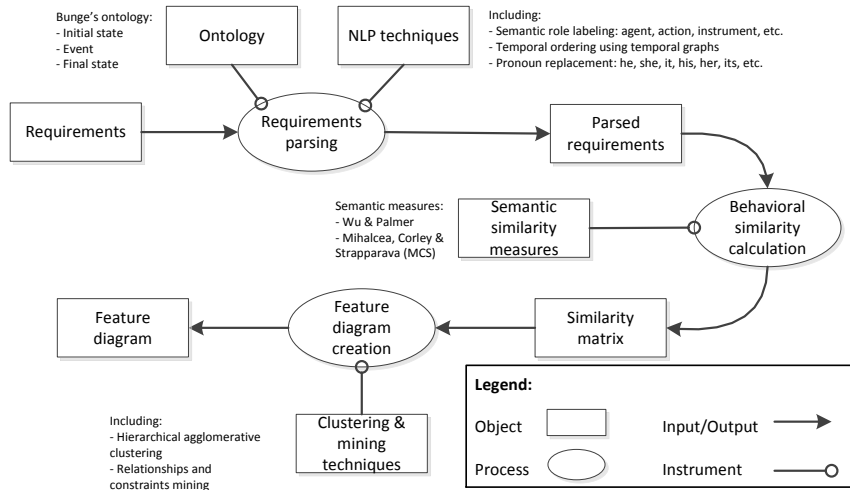 Bunge's ontology:
- Initial state
- Event
- Final state
Ontology
NLP techniques
Including:
- Semantic role labeling: agent, action, instrument, etc.
- Temporal ordering using temporal graphs
- Pronoun replacement: he, she, it, his, her, its, etc.
Requirements
Requirements
parsing
Parsed
requirements
Semantic measures:
- Wu & Palmer
- Mihalcea, Corley &
Strapparava (MCS)
Semantic
similarity
measures
Behavioral
similarity
calculation
Feature
diagram
Feature
diagram
creation
Similarity
matrix
Including:
- Hierarchical agglomerative
clustering
- Relationships and
constraints mining
Clustering &
mining
techniques
Legend:
Object
Input/Output
Process
Instrument